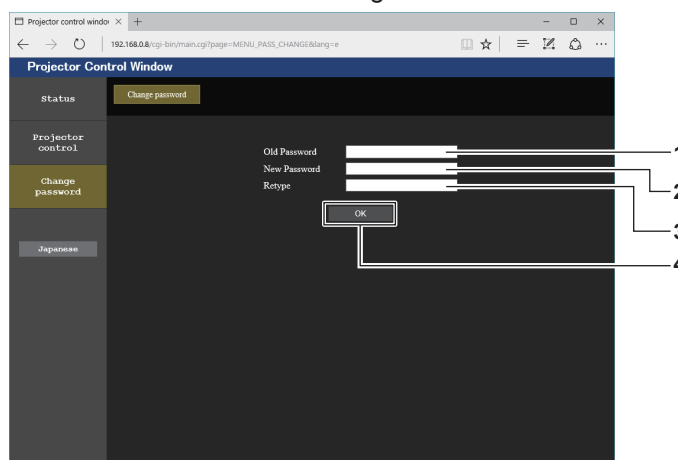 Projector control window
192.168.0.8/cgi-bin/main.cgi?page=MENU_PASS_CHANGE&lang=e
Projector Control Window
Status
Change password
Projector
control
Change
password
Japanese
Old Password
New Password
Retype
OK
1
2
3
4